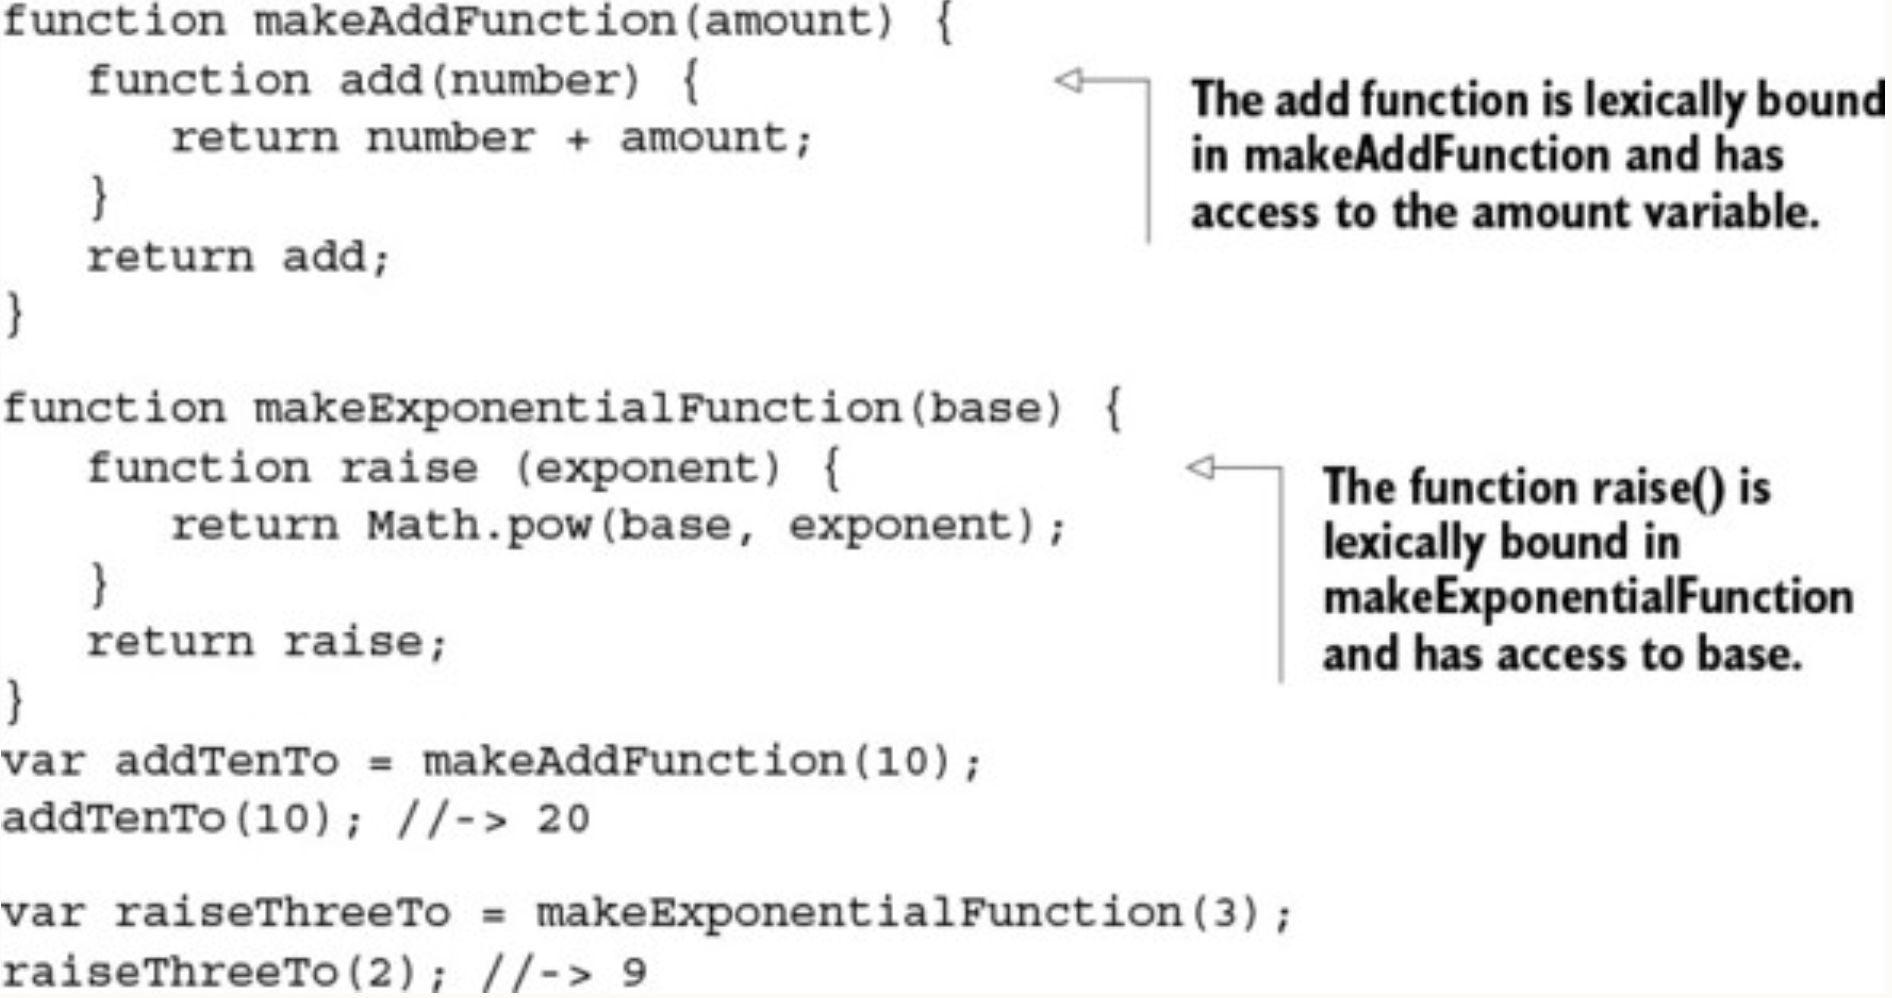 function makeAddFunction(amount) {
function add(number) {
return number + amount;
}
return add;
}
The add function is lexically bound
in makeAddFunction and has
access to the amount variable.
function makeExponentialFunction(base) {
function raise (exponent) {
return Math.pow(base, exponent);
}
return raise;
}
The function raise() is
lexically bound in
makeExponentialFunction
and has access to base.
var addTenTo = makeAddFunction(10);
addTenTo(10); //-> 20
var raiseThreeTo = makeExponentialFunction(3);
raiseThreeTo(2); //-> 9